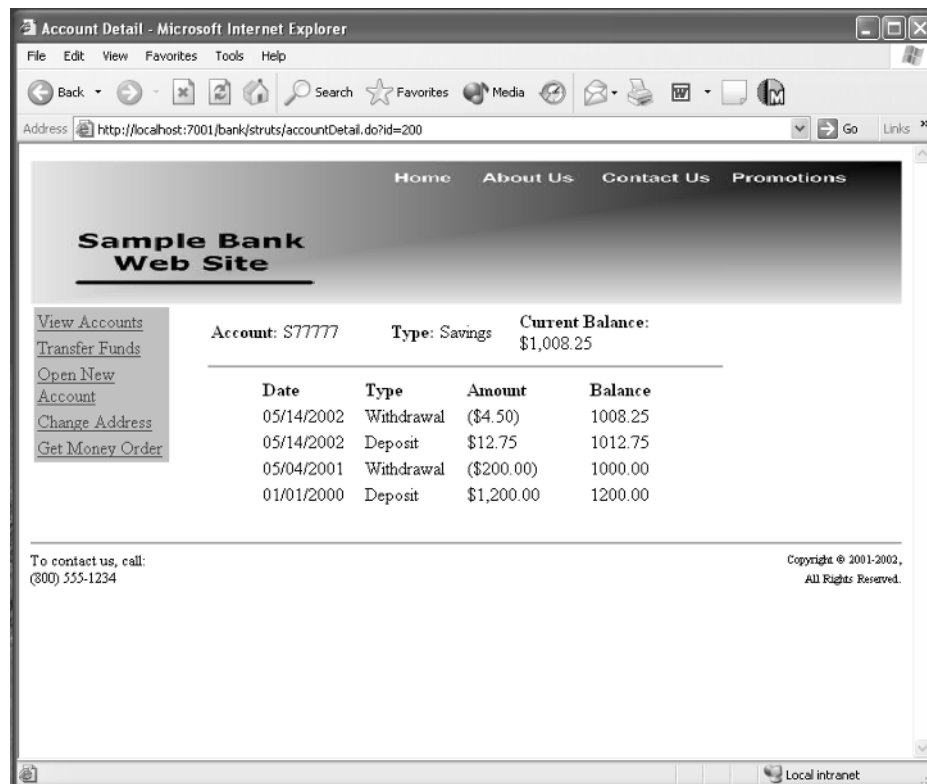 Account Detail - Microsoft Internet Explorer
File Edit View Favorites Tools Help
Back Search Favorites Media
Address http://localhost:7001/bank/struts/accountDetail.do?id=200 Go Links »
Home About Us Contact Us Promotions
Sample Bank
Web Site
View Accounts
Transfer Funds
Open New
Account
Change Address
Get Money Order
Account: S77777 Type: Savings Current Balance:
$1,008.25
Date Type Amount Balance
05/14/2002 Withdrawal ($4.50) 1008.25
05/14/2002 Deposit $12.75 1012.75
05/04/2001 Withdrawal ($200.00) 1000.00
01/01/2000 Deposit $1,200.00 1200.00
To contact us, call:
(800) 555-1234
Copyright © 2001-2002,
All Rights Reserved.
Local intranet